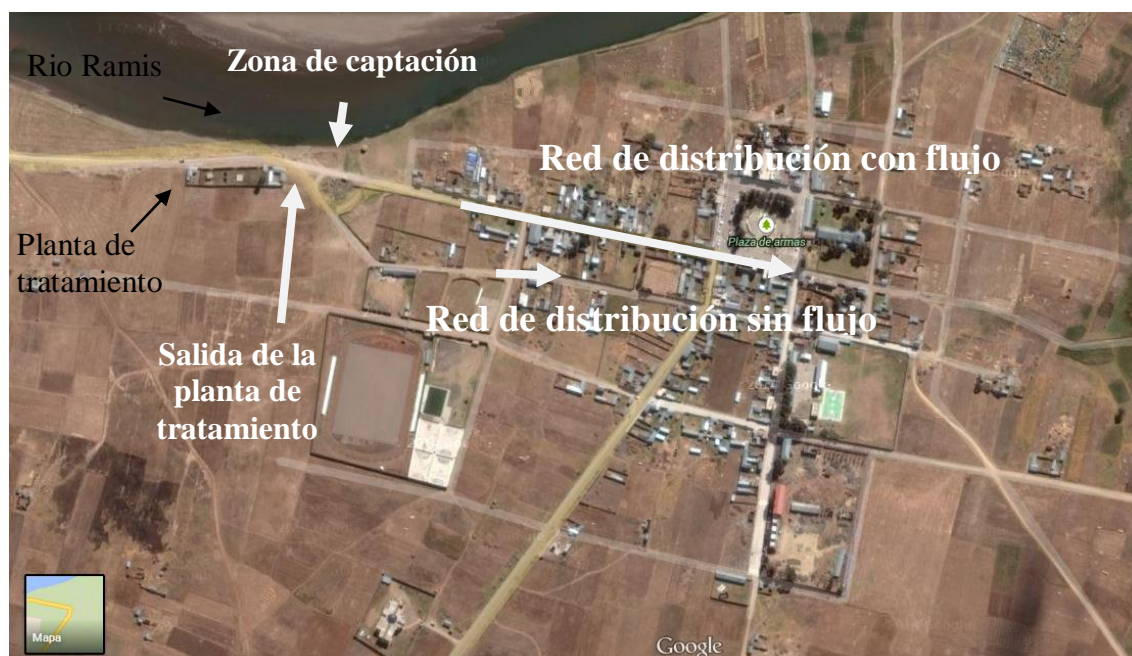 Rio Ramis
Zona de captación
Red de distribución con flujo
Planta de
tratamiento
Plaza de armas
Red de distribución sin flujo
Salida de la
planta de
tratamiento
Mapa
Google